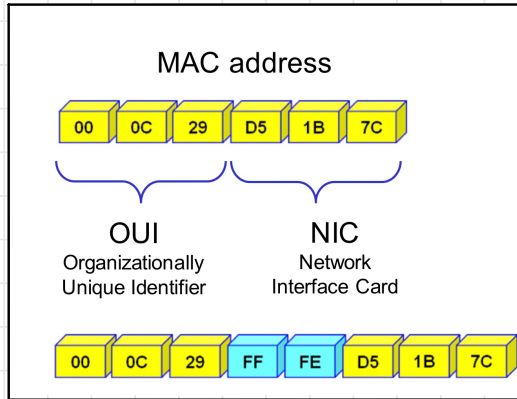 MAC address
00 0C 29 D5 1B 7C
OUI
Organizationally
Unique Identifier
NIC
Network
Interface Card
00 0C 29 FF FE D5 1B 7C